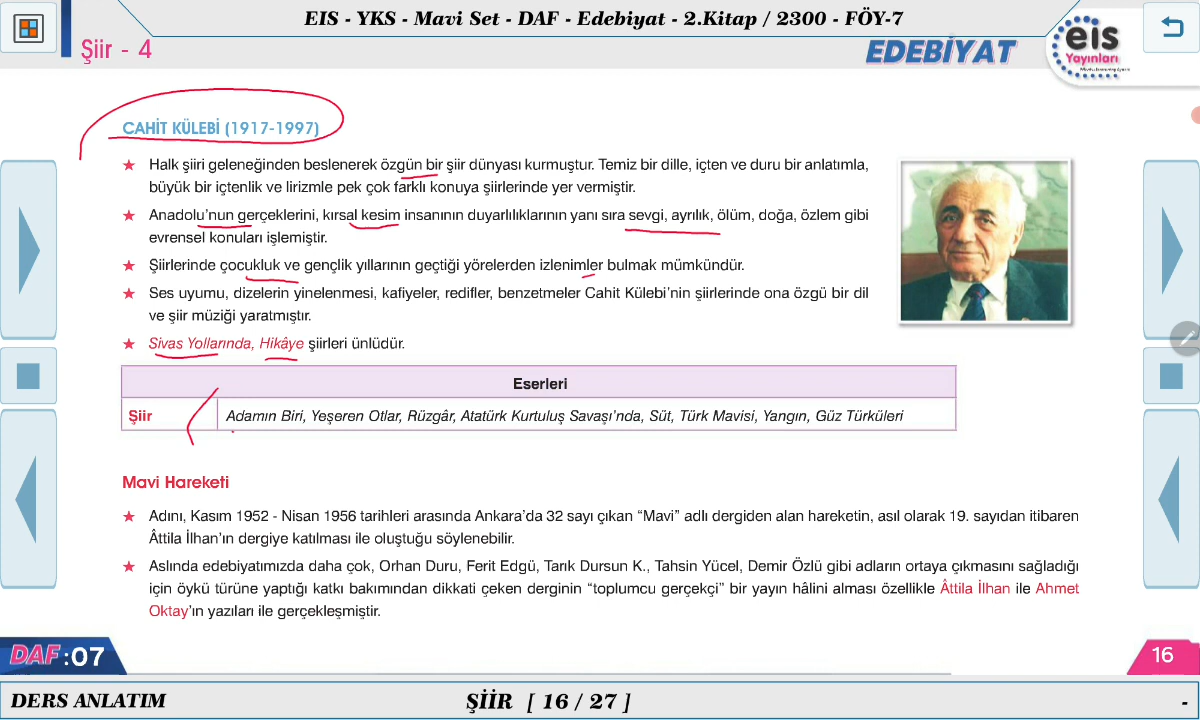 EIS - YKS - Mavi Set - DAF - Edebiyat - 2.Kitap / 2300 - FÖY-7
Şiir - 4
EDEBİYAT
eis
Yayınları
CAHİT KÜLEBİ (1917-1997)
★ Halk şiiri geleneğinden beslenerek özgün bir şiir dünyası kurmuştur. Temiz bir dille, içten ve duru bir anlatımla,
büyük bir içtenlik ve lirizmle pek çok farklı konuya şiirlerinde yer vermiştir.
★ Anadolu’nun gerçeklerini, kırsal kesim insanının duyarlılıklarının yanı sıra sevgi, ayrılık, ölüm, doğa, özlem gibi
evrensel konuları işlemiştir.
★ Şiirlerinde çocukluk ve gençlik yıllarının geçtiği yörelerden izlenimler bulmak mümkündür.
★ Ses uyumu, dizelerin yinelenmesi, kafiyeler, redifler, benzetmeler Cahit Külebi’nin şiirlerinde ona özgü bir dil
ve şiir müziği yaratmıştır.
★ Sivas Yollarında, Hikâye şiirleri ünlüdür.
Eserleri
Şiir Adamın Biri, Yeşeren Otlar, Rüzgâr, Atatürk Kurtuluş Savaşı’nda, Süt, Türk Mavisi, Yangın, Güz Türküleri
Mavi Hareketi
★ Adını, Kasım 1952 - Nisan 1956 tarihleri arasında Ankara’da 32 sayı çıkan “Mavi” adlı dergiden alan hareketin, asıl olarak 19. sayıdan itibaren
Âttila İlhan’ın dergiye katılması ile oluştuğu söylenebilir.
★ Aslında edebiyatımızda daha çok, Orhan Duru, Ferit Edgü, Tarık Dursun K., Tahsin Yücel, Demir Özlü gibi adların ortaya çıkmasını sağladığı
için öykü türüne yaptığı katkı bakımından dikkati çeken derginin “toplumcu gerçekçi” bir yayın hâlini alması özellikle Âttila İlhan ile Ahmet
Oktay’ın yazıları ile gerçekleşmiştir.
DAF:07
16
DERS ANLATIM
ŞİİR [ 16 / 27 ]
-